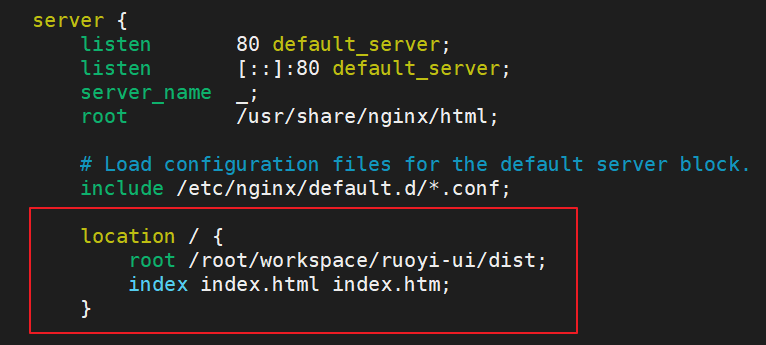 server {
    listen       80 default_server;
    listen       [::]:80 default_server;
    server_name  _;
    root         /usr/share/nginx/html;

    # Load configuration files for the default server block.
    include /etc/nginx/default.d/*.conf;

    location / {
        root /root/workspace/ruoyi-ui/dist;
        index index.html index.htm;
    }